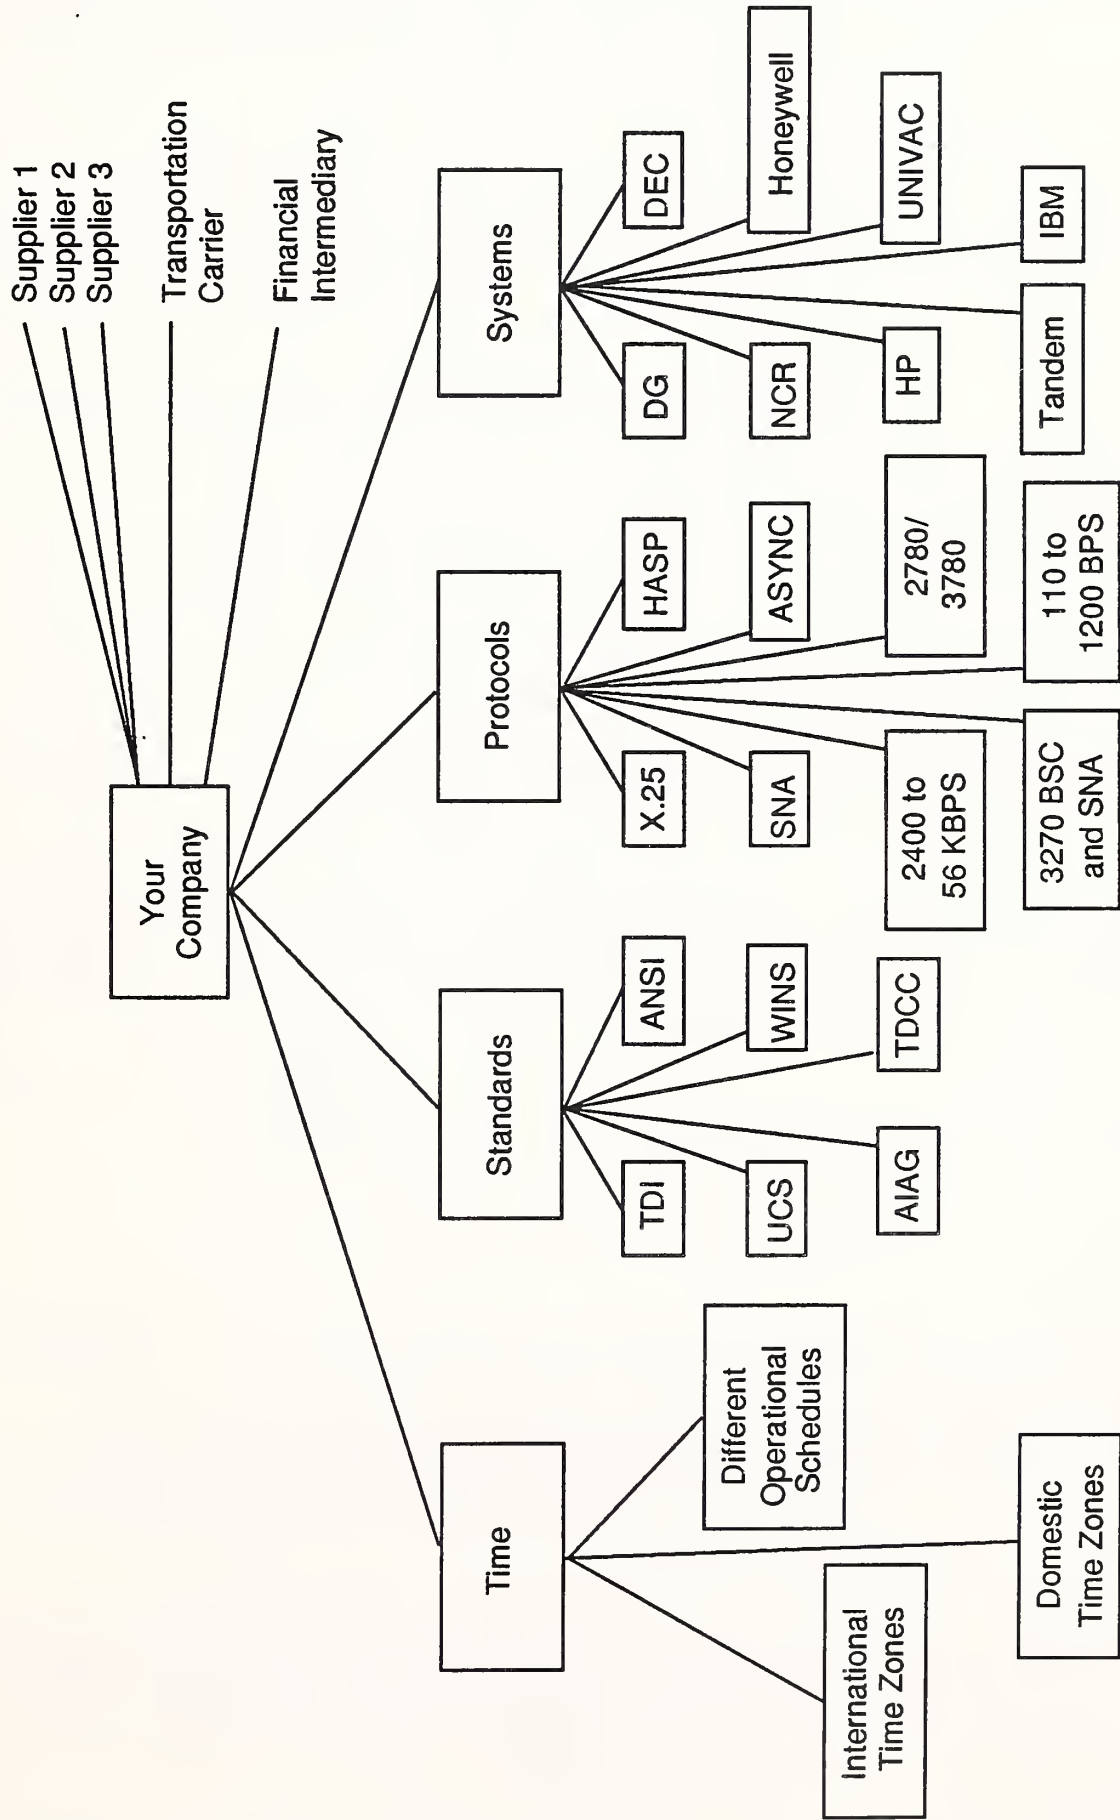 Supplier 1
Supplier 2
Supplier 3
Transportation
Carrier
Financial
Intermediary
Your
Company
Time
Standards
Protocols
Systems
International
Time Zones
Different
Operational
Schedules
Domestic
Time Zones
TDI
ANSI
UCS
WINS
AIAG
TDCC
X.25
HASP
SNA
ASYNC
2400 to
56 KBPS
2780/
3780
3270 BSC
and SNA
110 to
1200 BPS
DG
DEC
NCR
Honeywell
HP
UNIVAC
Tandem
IBM